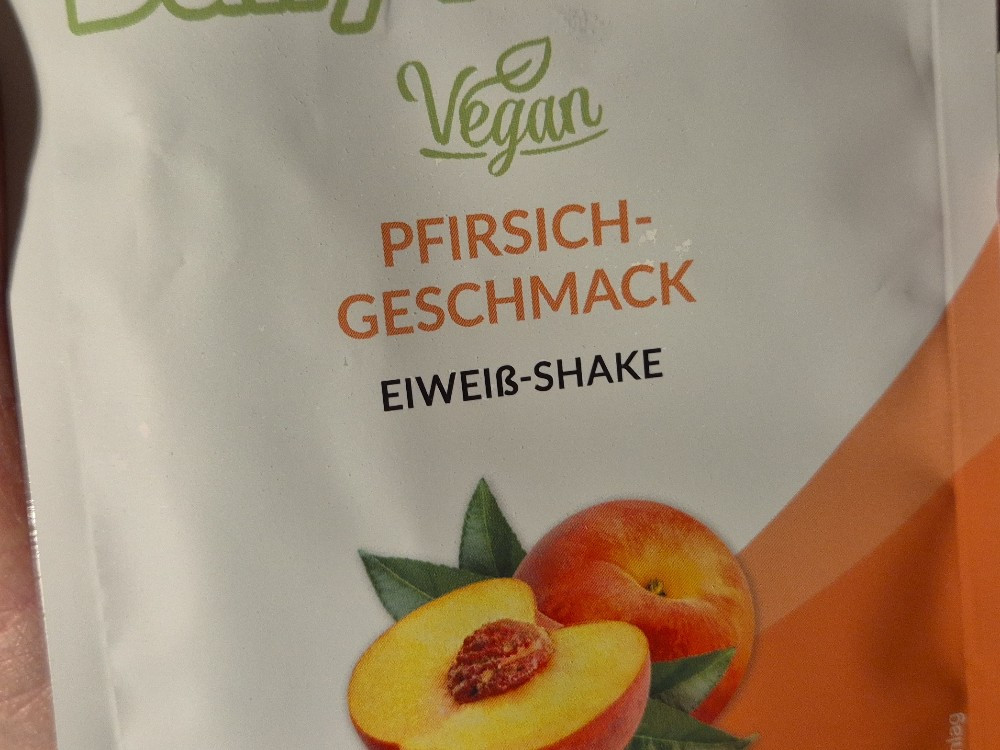 Vegan
PFIRSICH-
GESCHMACK
EIWEIß-SHAKE